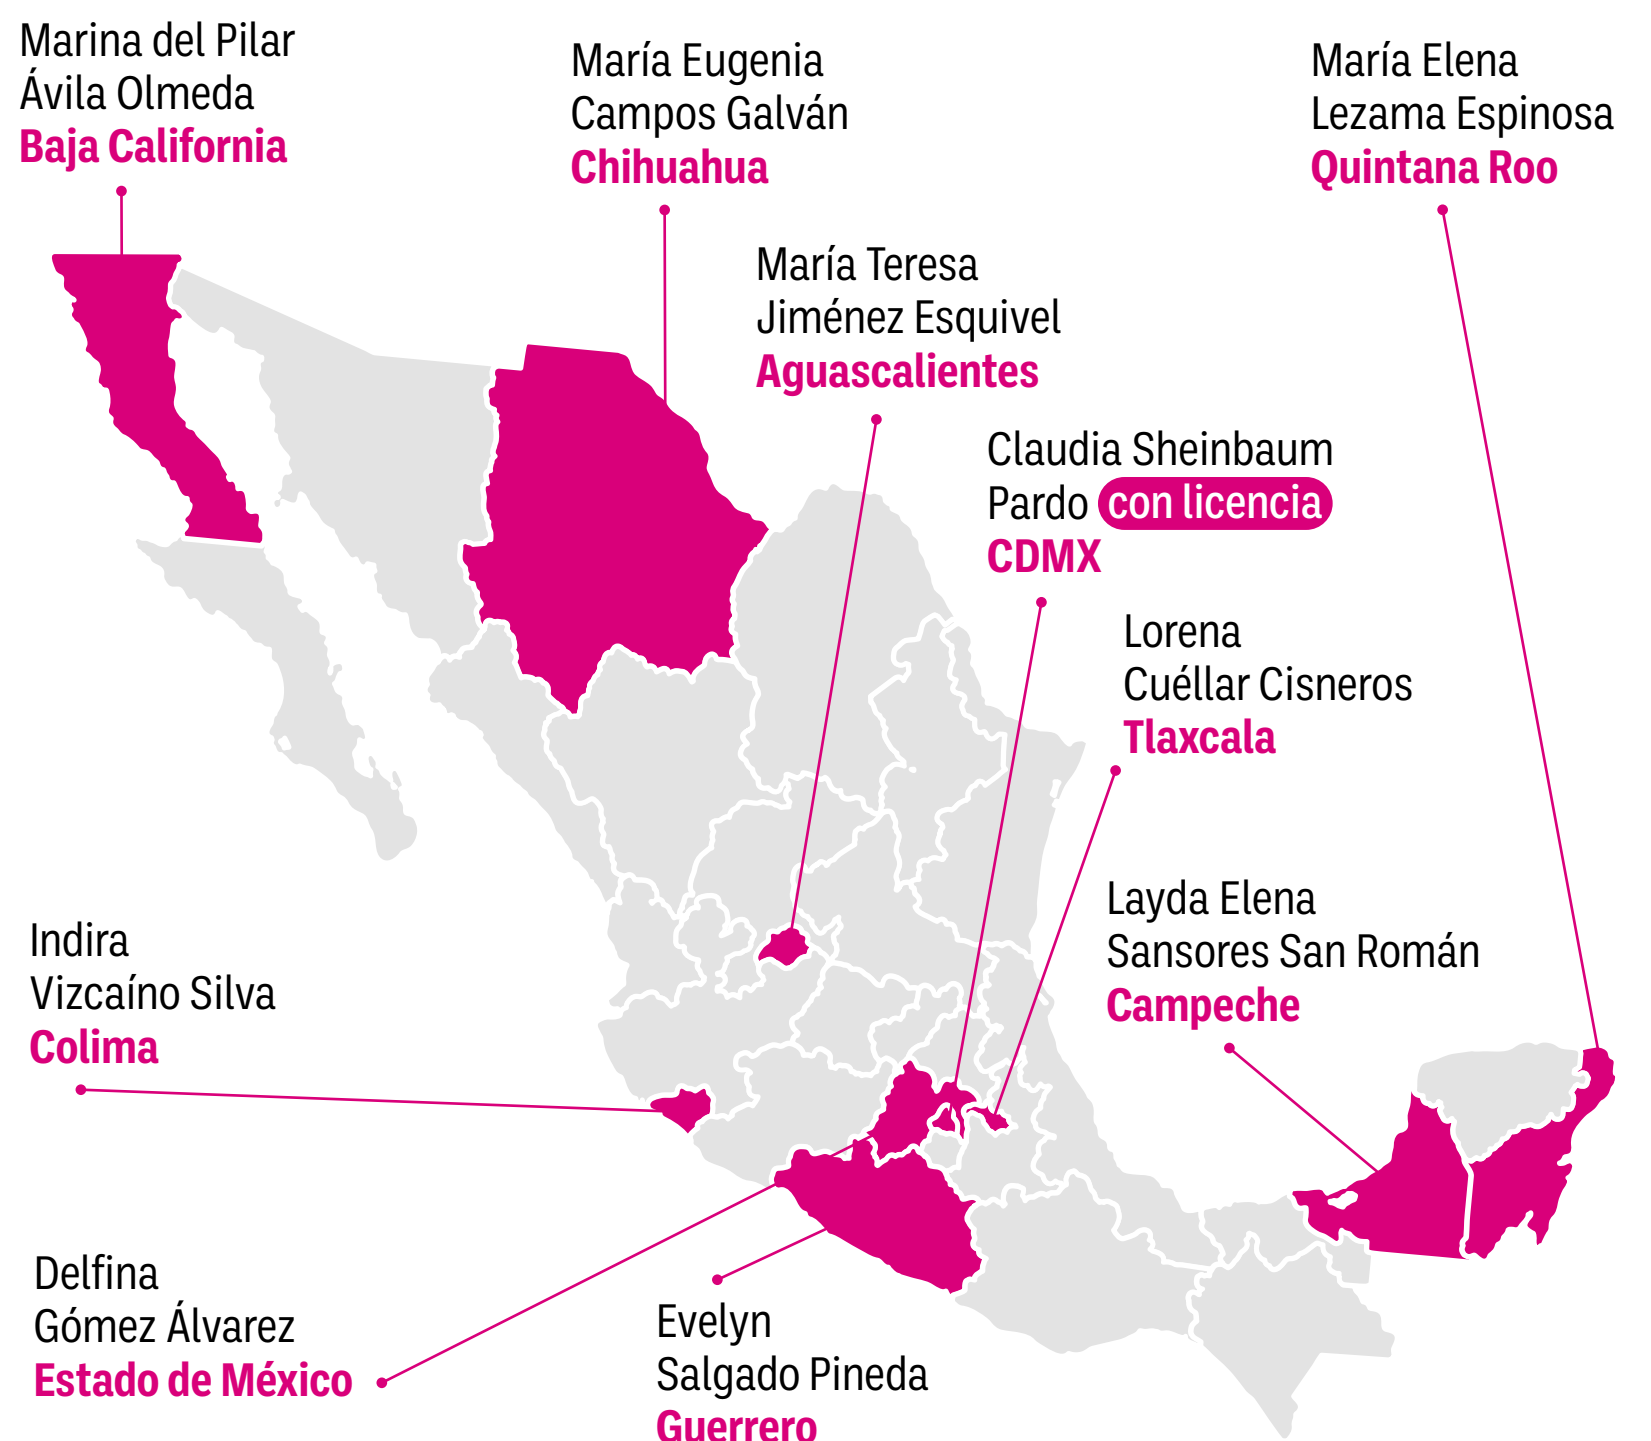 Marina del Pilar
Ávila Olmeda
Baja California
María Eugenia
Campos Galván
Chihuahua
María Elena
Lezama Espinosa
Quintana Roo
María Teresa
Jiménez Esquivel
Aguascalientes
Claudia Sheinbaum
Pardo con licencia
CDMX
Lorena
Cuéllar Cisneros
Tlaxcala
Layda Elena
Sansores San Román
Campeche
Indira
Vizcaíno Silva
Colima
Delfina
Gómez Álvarez
Estado de México
Evelyn
Salgado Pineda
Guerrero